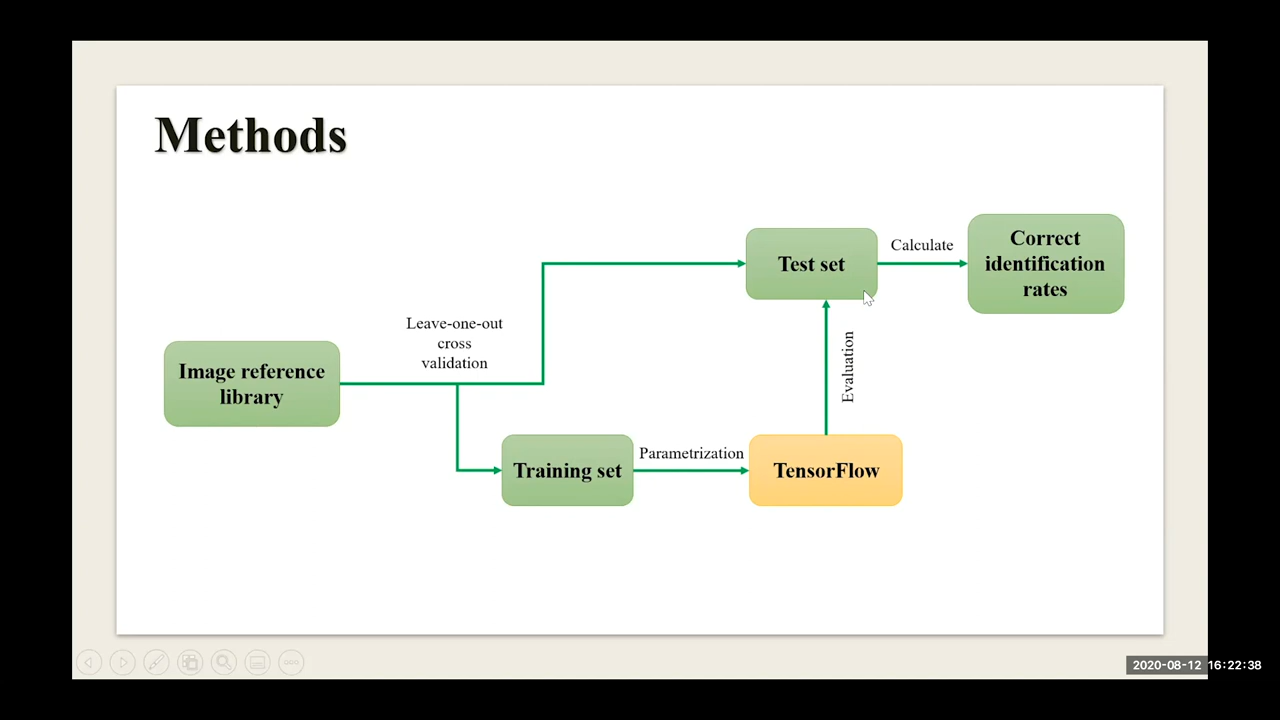 Methods
Image reference
library
Leave-one-out
cross
validation
Training set
Parametrization
TensorFlow
Evaluation
Test set
Calculate
Correct
identification
rates
2020-08-12 16:22:38